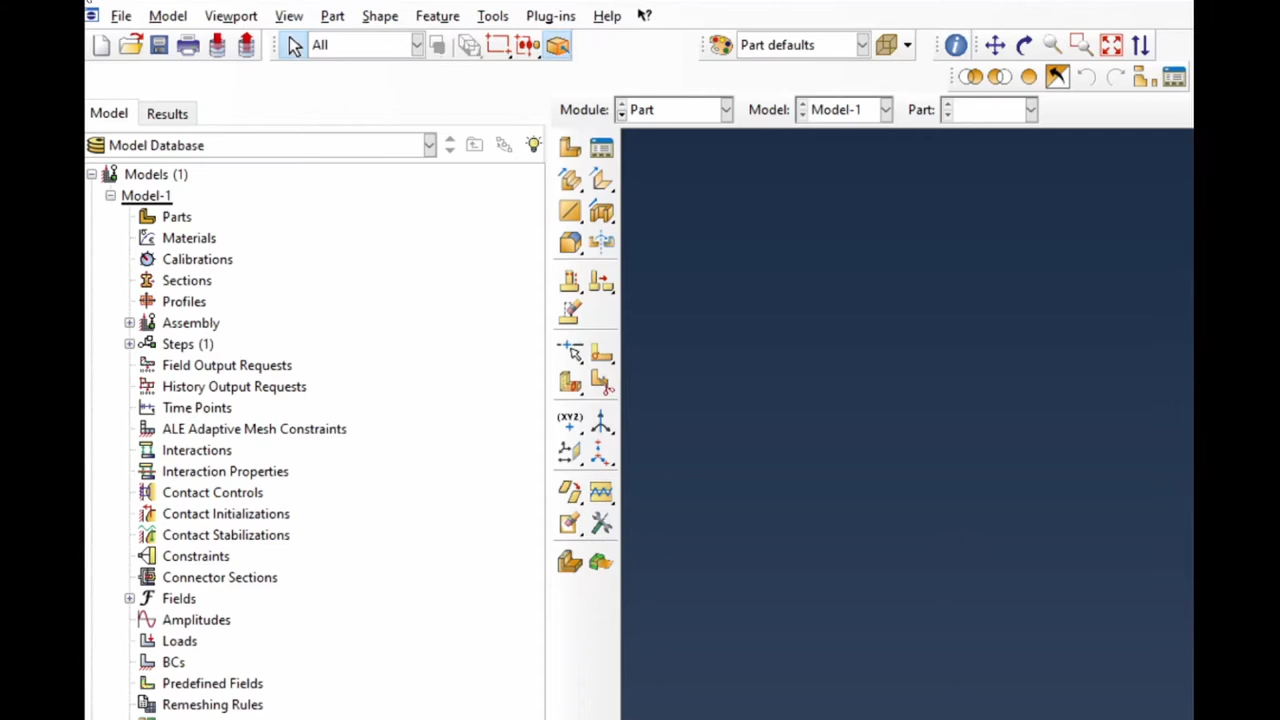 File Model Viewport View Part Shape Feature Tools Plug-ins Help
All Part defaults
Model Results Module: Part Model: Model-1 Part:
Model Database
Models (1)
Model-1
Parts
Materials
Calibrations
Sections
Profiles
Assembly
Steps (1)
Field Output Requests
History Output Requests
Time Points
ALE Adaptive Mesh Constraints
Interactions
Interaction Properties
Contact Controls
Contact Initializations
Contact Stabilizations
Constraints
Connector Sections
Fields
Amplitudes
Loads
BCs
Predefined Fields
Remeshing Rules
(XYZ)